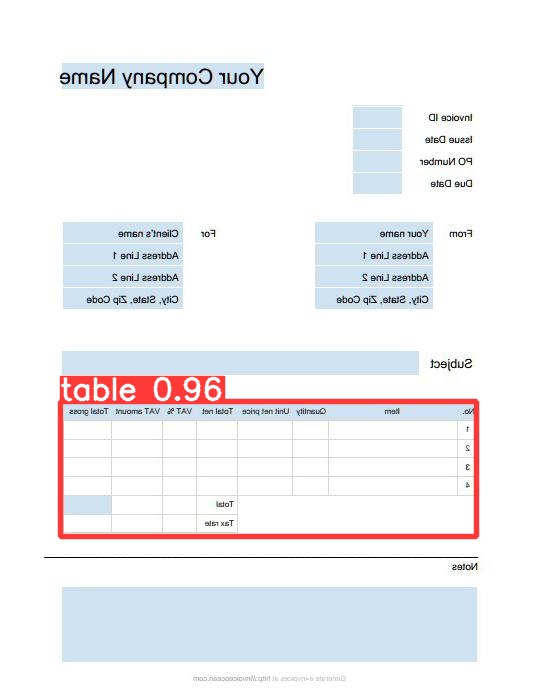 Your Company Name
Invoice ID
Issue Date
PO Number
Due Date
From Your name For Client's name
Address Line 1 Address Line 1
Address Line 2 Address Line 2
City, State, Zip Code City, State, Zip Code
Subject
table 0.96
No. Item Quantity Unit net price Total net VAT % VAT amount Total gross
1
2
3
4
Total
Tax rate
Notes
Generate e-invoices at http://invoiceocean.com